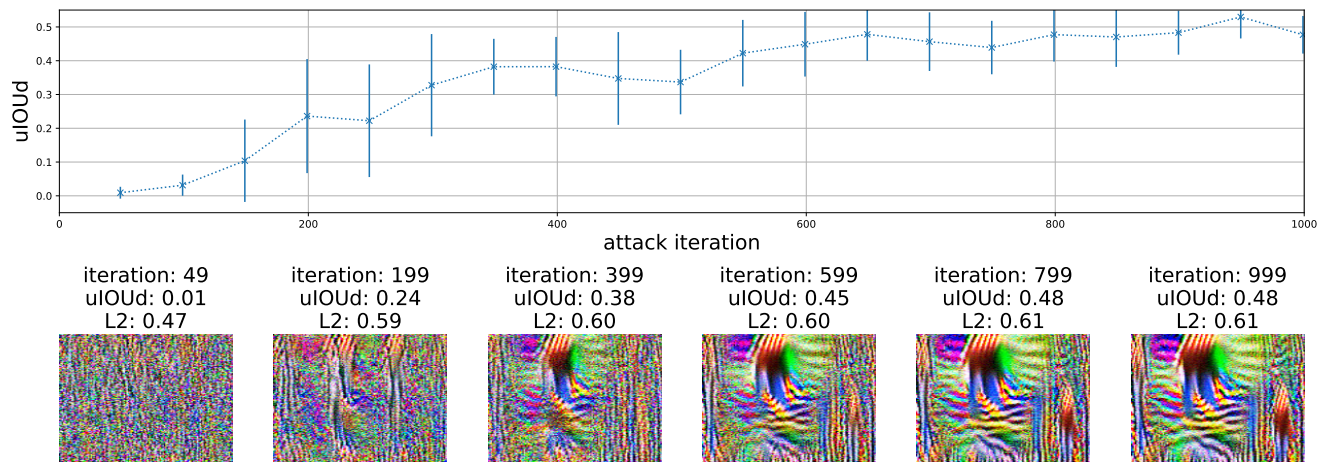 0.5
0.4
0.3
0.2
0.1
0.0
uIOUd
0 200 400 600 800 1000
attack iteration
iteration: 49
uIOUd: 0.01
L2: 0.47
iteration: 199
uIOUd: 0.24
L2: 0.59
iteration: 399
uIOUd: 0.38
L2: 0.60
iteration: 599
uIOUd: 0.45
L2: 0.60
iteration: 799
uIOUd: 0.48
L2: 0.61
iteration: 999
uIOUd: 0.48
L2: 0.61